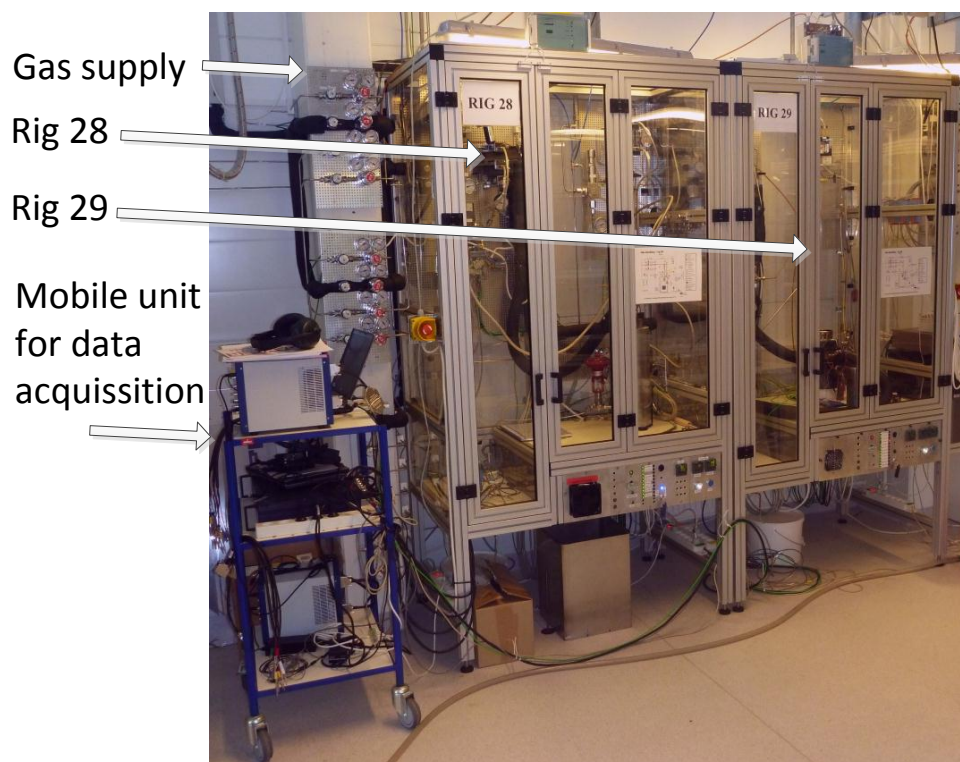 Gas supply
Rig 28
Rig 29
Mobile unit
for data
acquissition
RIG 28
RIG 29